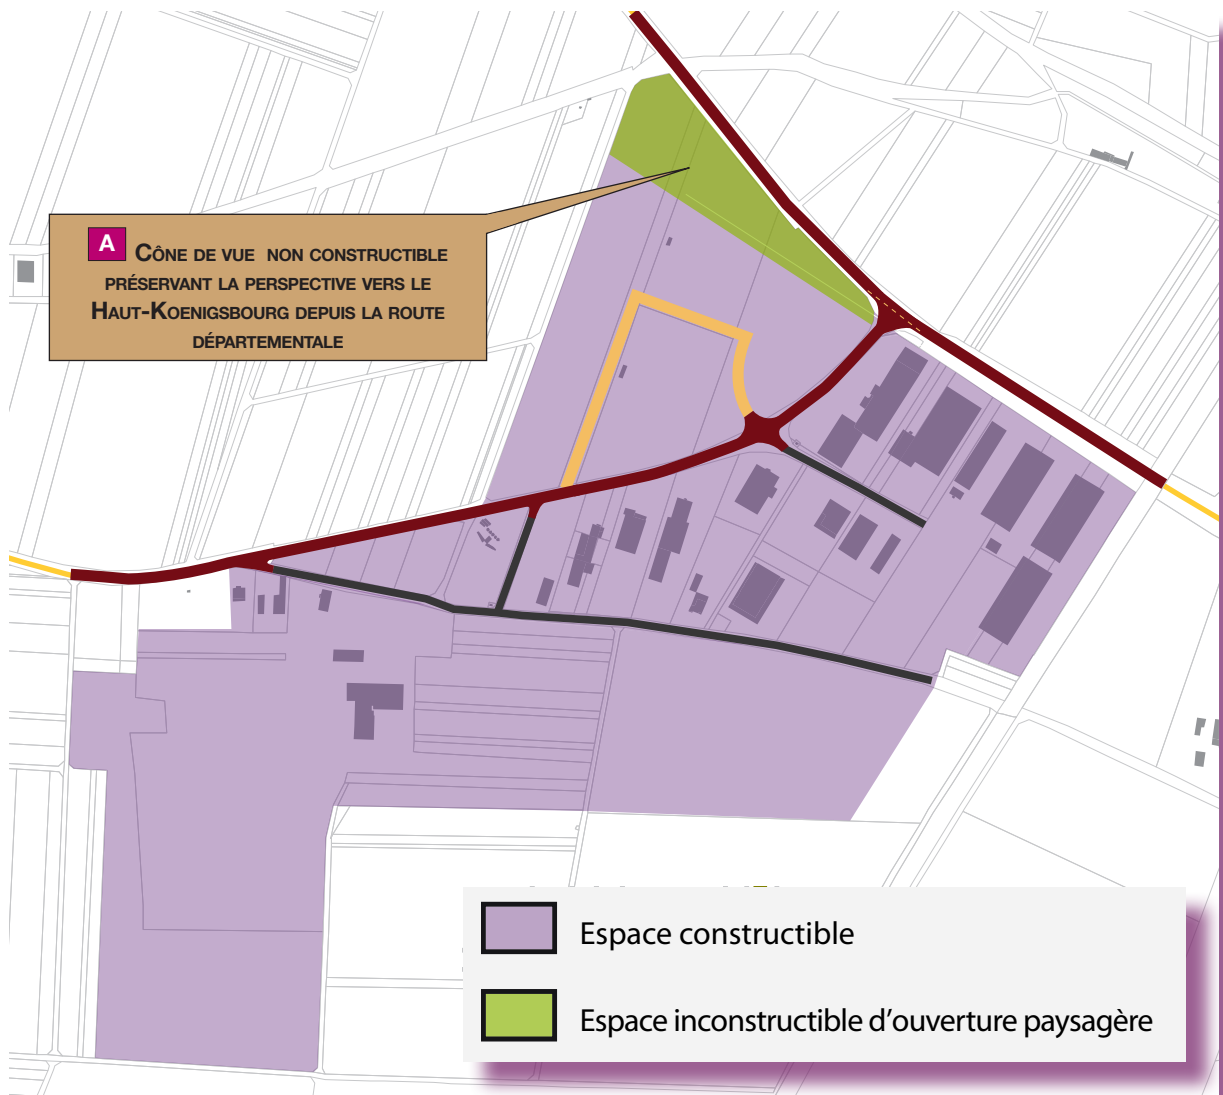 A CÔNE DE VUE NON CONSTRUCTIBLE
PRÉSERVANT LA PERSPECTIVE VERS LE
HAUT-KOENIGSBOURG DEPUIS LA ROUTE
DÉPARTEMENTALE
Espace constructible
Espace inconstructible d'ouverture paysagère